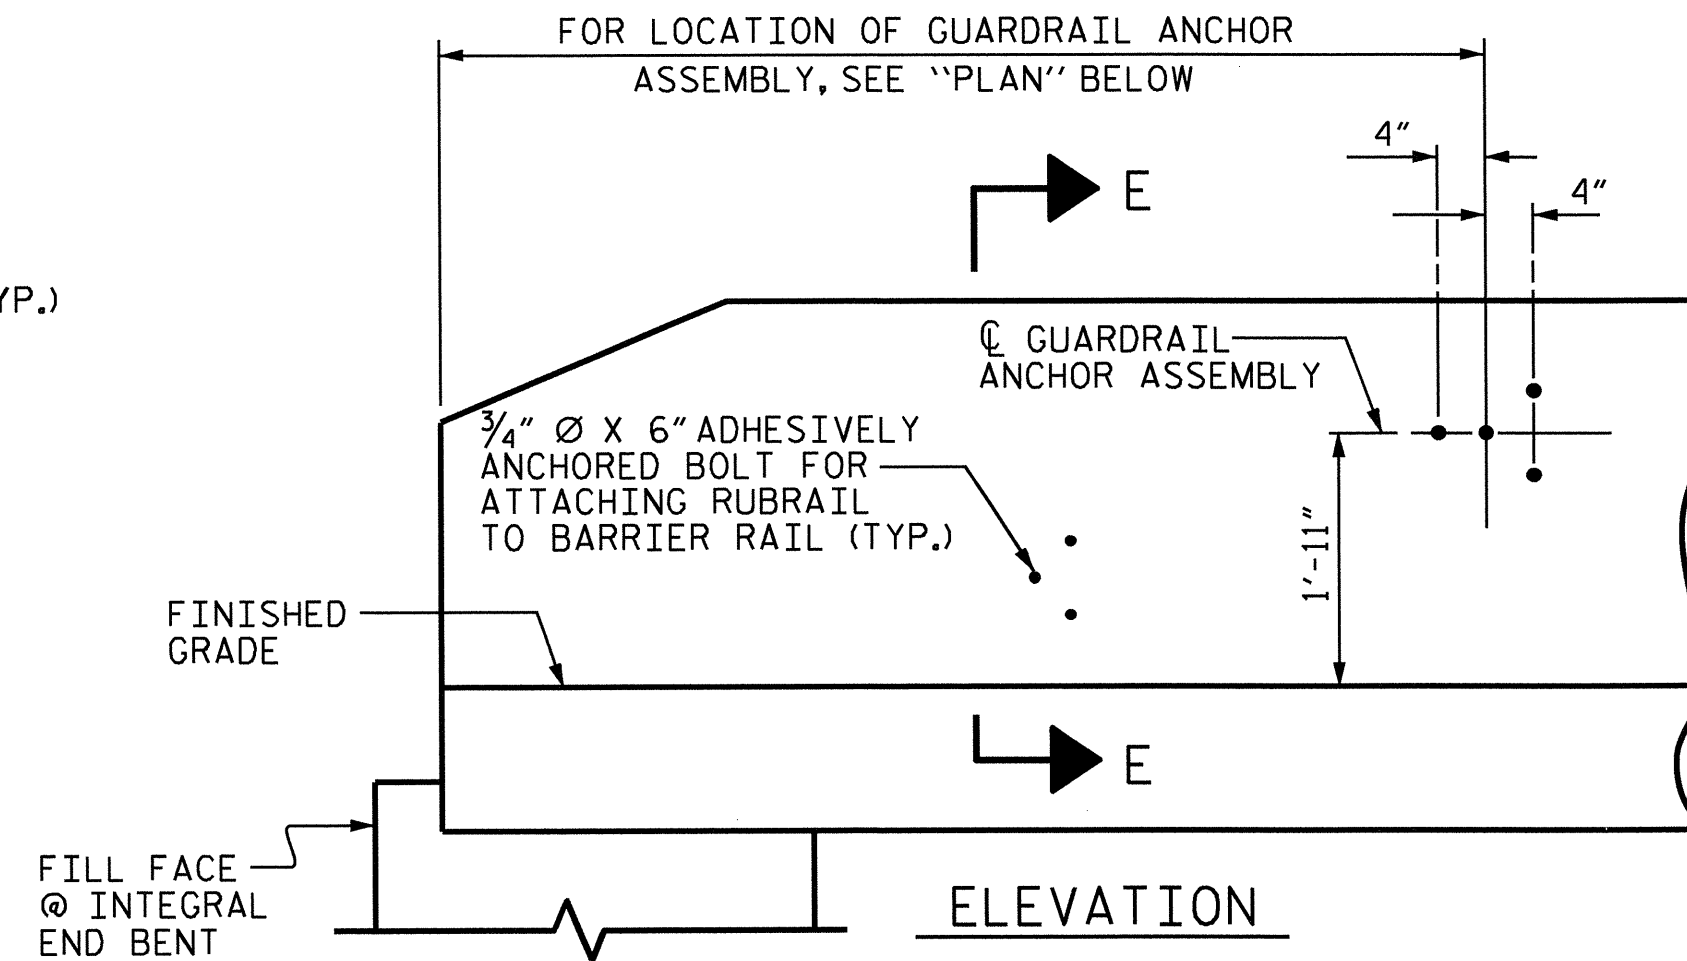 FOR LOCATION OF GUARDRAIL ANCHOR
ASSEMBLY, SEE "PLAN" BELOW
4"
4"
E
YP.)
℄ GUARDRAIL
ANCHOR ASSEMBLY
3/4" Ø X 6" ADHESIVELY
ANCHORED BOLT FOR
ATTACHING RUBRAIL
TO BARRIER RAIL (TYP.)
1'-11"
FINISHED
GRADE
E
FILL FACE
@ INTEGRAL
END BENT
ELEVATION